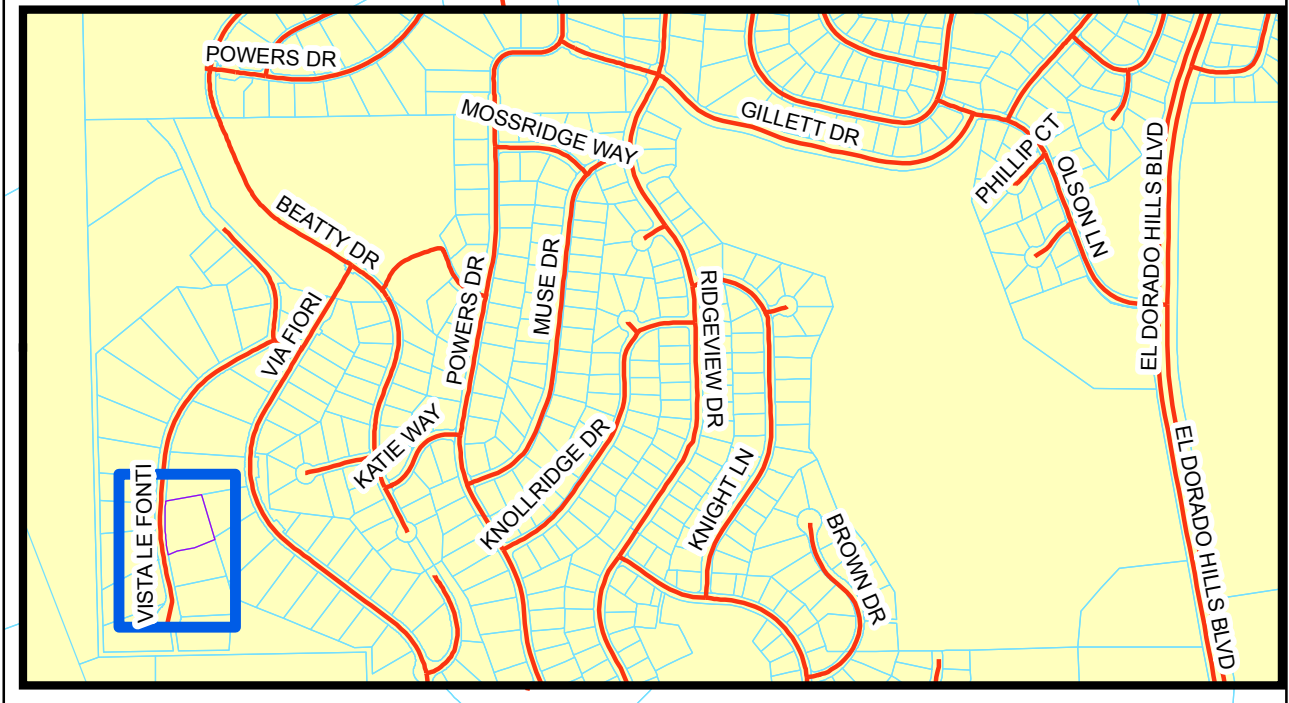 POWERS DR
MOSSRIDGE WAY
GILLETT DR
PHILLIP CT
OLSON LN
EL DORADO HILLS BLVD
BEATTY DR
VIA FIORI
POWERS DR
MUSE DR
RIDGEVIEW DR
KATIE WAY
KNOLLRIDGE DR
KNIGHT LN
VISTA LE FONTI
BROWN DR
EL DORADO HILLS BLVD